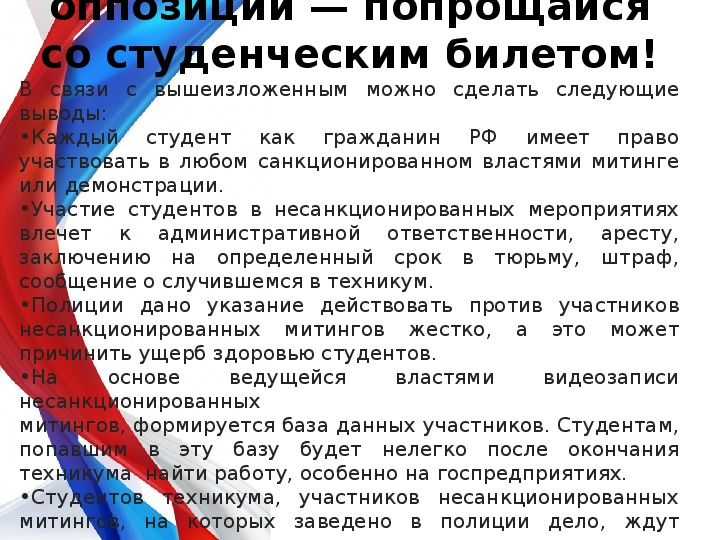 оппозиции — попрощайся
со студенческим билетом!
В связи с вышеизложенным можно сделать следующие
выводы:
•Каждый студент как гражданин РФ имеет право
участвовать в любом санкционированном властями митинге
или демонстрации.
•Участие студентов в несанкционированных мероприятиях
влечет к административной ответственности, аресту,
заключению на определенный срок в тюрьму, штраф,
сообщение о случившемся в техникум.
•Полиции дано указание действовать против участников
несанкционированных митингов жестко, а это может
причинить ущерб здоровью студентов.
•На основе ведущейся властями видеозаписи
несанкционированных
митингов, формируется база данных участников. Студентам,
попавшим в эту базу будет нелегко после окончания
техникума найти работу, особенно на госпредприятиях.
•Студентов техникума, участников несанкционированных
митингов, на которых заведено в полиции дело, ждут